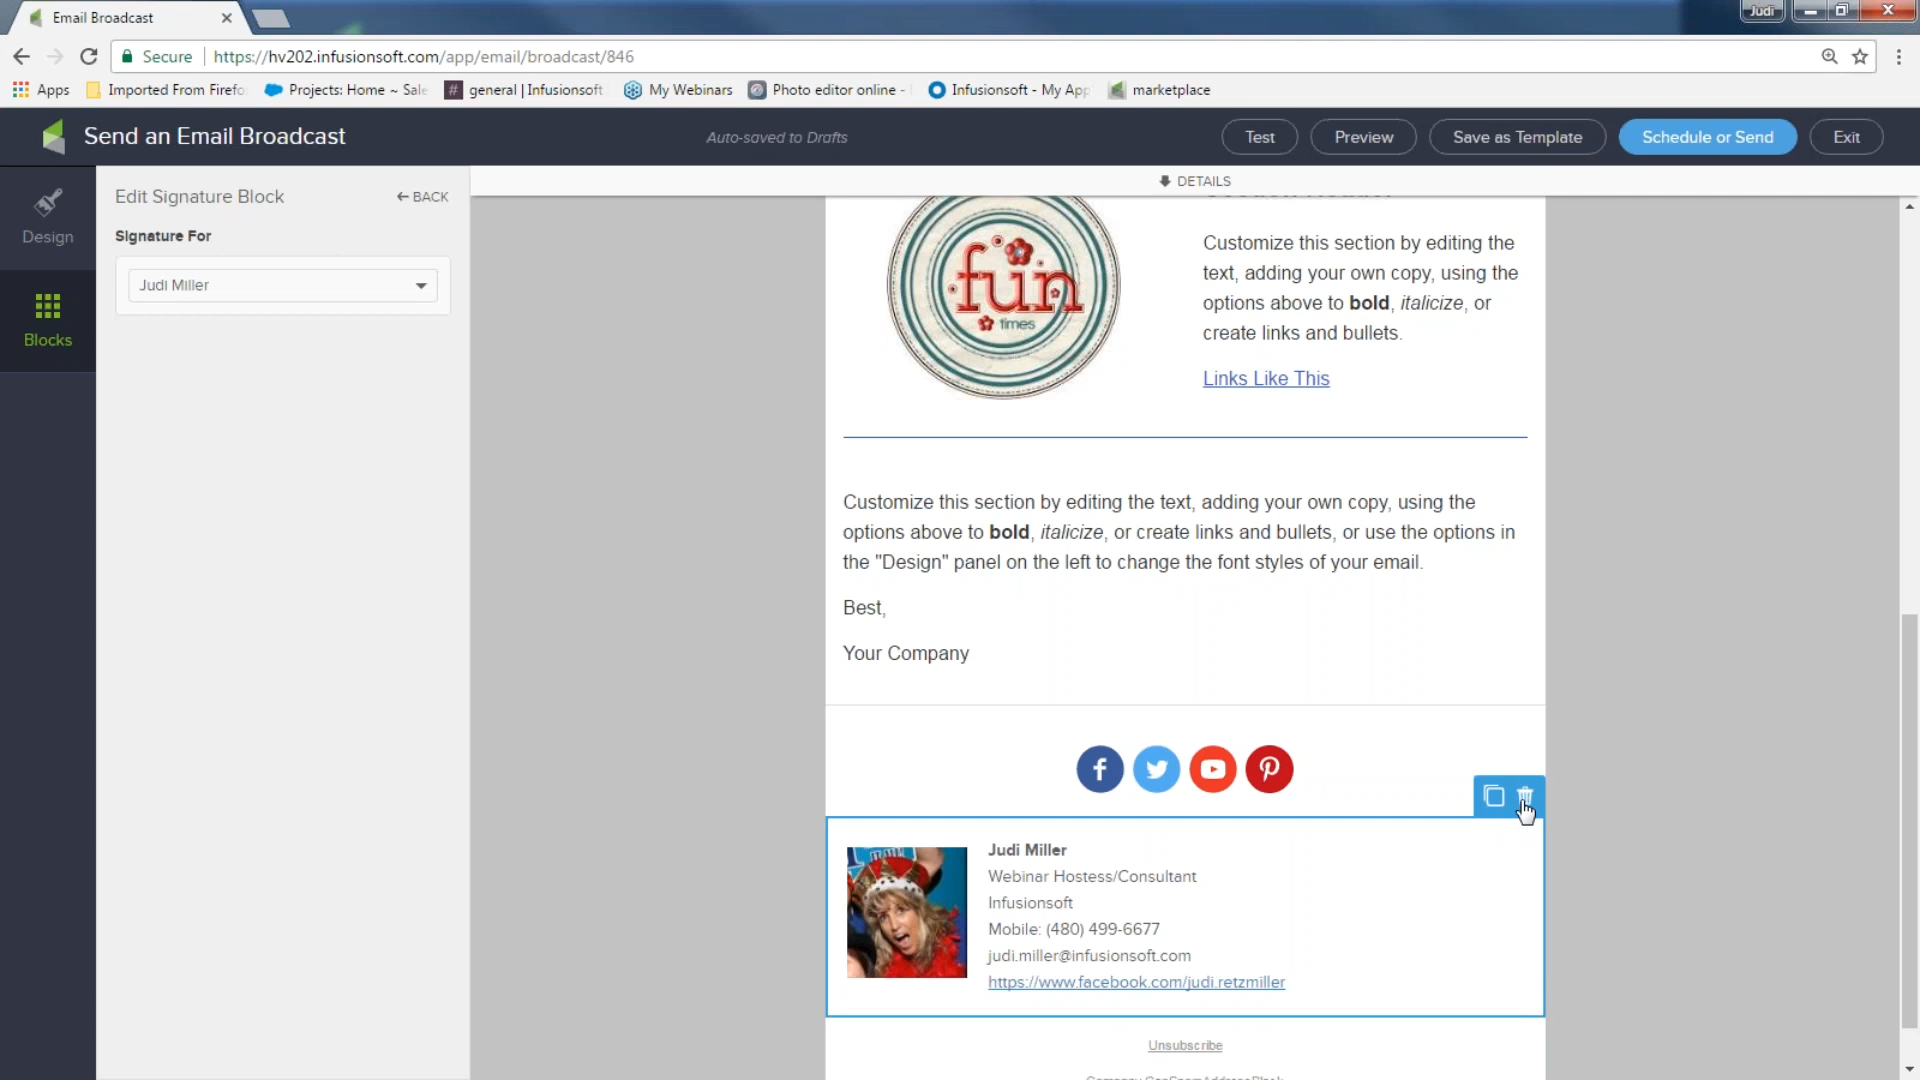 Email Broadcast
Judi
Secure
https://hv202.infusionsoft.com/app/email/broadcast/846
Apps
Imported From Firefo
Projects: Home ~ Sale
general | Infusionsoft
My Webinars
Photo editor online -
Infusionsoft - My App
marketplace
Send an Email Broadcast
Auto-saved to Drafts
Test
Preview
Save as Template
Schedule or Send
Exit
Design
Blocks
Edit Signature Block
BACK
Signature For
Judi Miller
DETAILS
fun
times
Customize this section by editing the
text, adding your own copy, using the
options above to bold, italicize, or
create links and bullets.
Links Like This
Customize this section by editing the text, adding your own copy, using the
options above to bold, italicize, or create links and bullets, or use the options in
the "Design" panel on the left to change the font styles of your email.
Best,
Your Company
Judi Miller
Webinar Hostess/Consultant
Infusionsoft
Mobile: (480) 499-6677
judi.miller@infusionsoft.com
https://www.facebook.com/judi.retzmiller
Unsubscribe